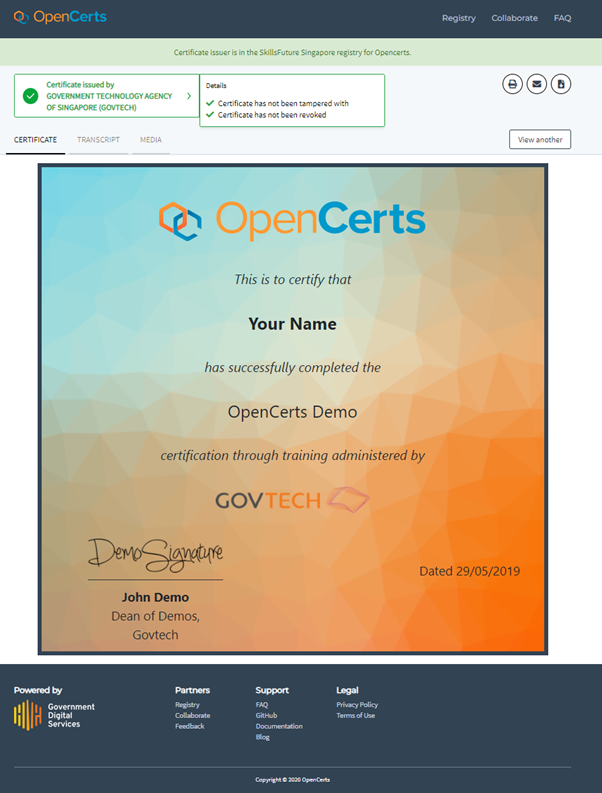 OpenCerts
Registry
Collaborate
FAQ
Certificate issuer is in the SkillsFuture Singapore registry for Opencerts.
Certificate issued by
GOVERNMENT TECHNOLOGY AGENCY
OF SINGAPORE (GOVTECH)
Details
Certificate has not been tampered with
Certificate has not been revoked
CERTIFICATE
TRANSCRIPT
MEDIA
View another
OpenCerts
This is to certify that
Your Name
has successfully completed the
OpenCerts Demo
certification through training administered by
GOVTECH
DemoSignature
Dated 29/05/2019
John Demo
Dean of Demos,
Govtech
Powered by
Government
Digital
Services
Partners
Registry
Collaborate
Feedback
Support
FAQ
GitHub
Documentation
Blog
Legal
Privacy Policy
Terms of Use
Copyright © 2020 OpenCerts